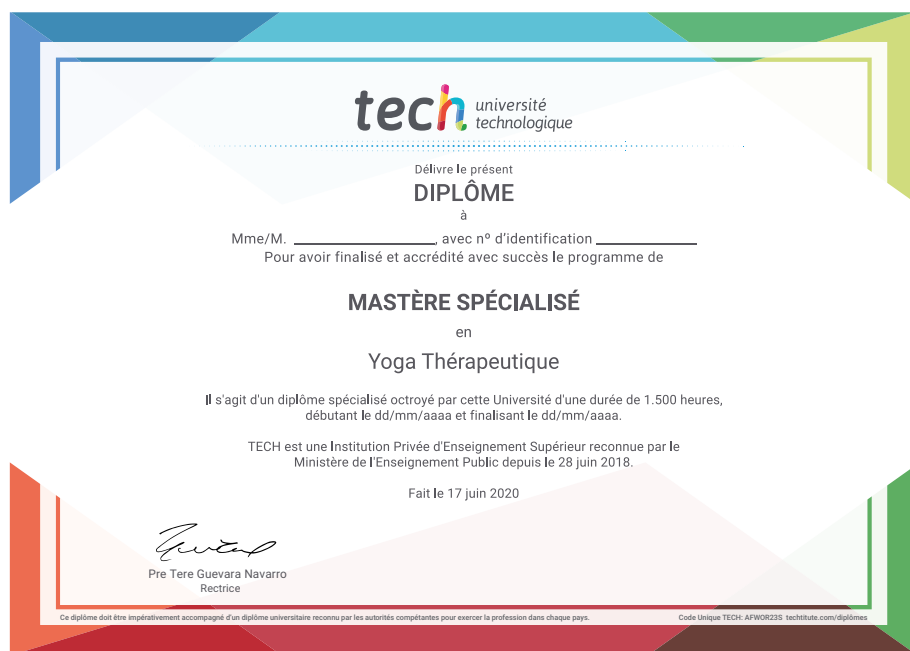 tech université
technologique
Délivre le présent
DIPLÔME
à
Mme/M. ____________________, avec nº d'identification ______________
Pour avoir finalisé et accrédité avec succès le programme de
MASTÈRE SPÉCIALISÉ
en
Yoga Thérapeutique
Il s'agit d'un diplôme spécialisé octroyé par cette Université d'une durée de 1.500 heures,
débutant le dd/mm/aaaa et finalisant le dd/mm/aaaa.
TECH est une Institution Privée d'Enseignement Supérieur reconnue par le
Ministère de l'Enseignement Public depuis le 28 juin 2018.
Fait le 17 juin 2020
Pre Tere Guevara Navarro
Rectrice
Ce diplôme doit être impérativement accompagné d'un diplôme universitaire reconnu par les autorités compétantes pour exercer la profession dans chaque pays. Code Unique TECH: AFWOR23S techtitute.com/diplômes